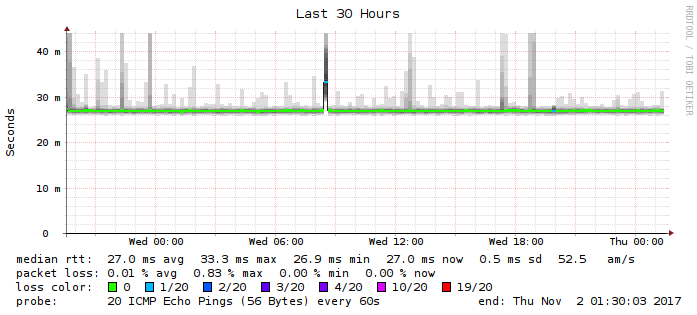 Last 30 Hours
RRDTOOL / TOBI OETIKER
Seconds
40 m
30 m
20 m
10 m
0
Wed 00:00 Wed 06:00 Wed 12:00 Wed 18:00 Thu 00:00
median rtt: 27.0 ms avg 33.3 ms max 26.9 ms min 27.0 ms now 0.5 ms sd 52.5 am/s
packet loss: 0.01 % avg 0.83 % max 0.00 % min 0.00 % now
loss color: 0 1/20 2/20 3/20 4/20 10/20 19/20
probe: 20 ICMP Echo Pings (56 Bytes) every 60s end: Thu Nov 2 01:30:03 2017